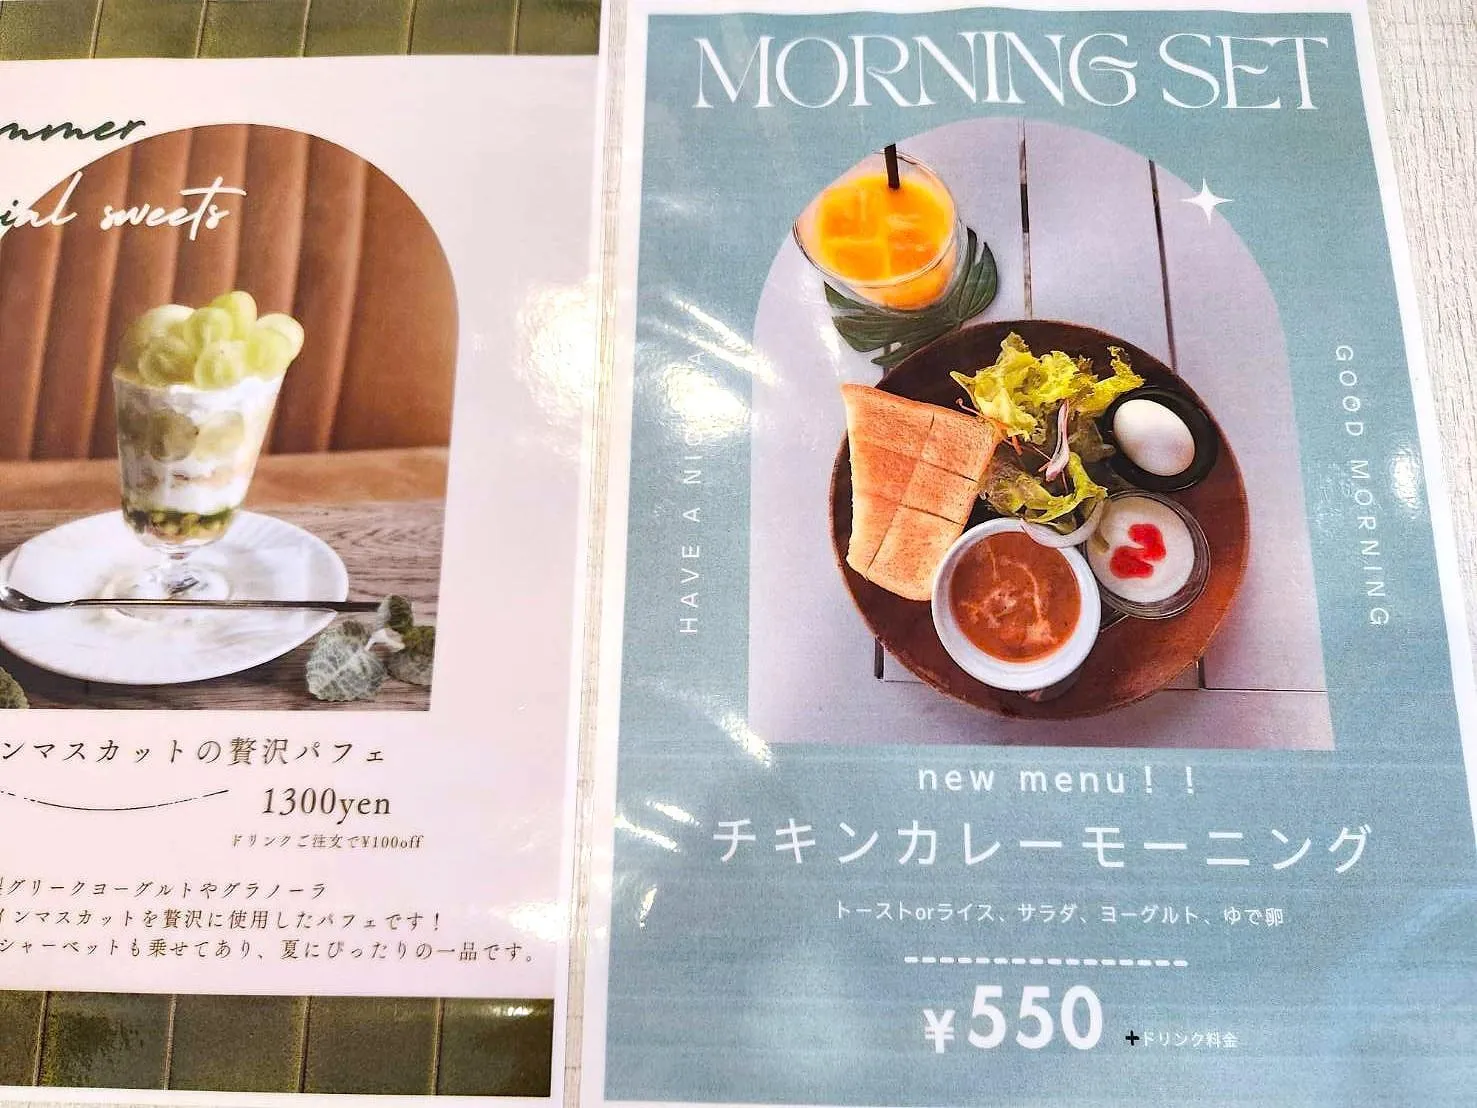 sweets
ンマスカットの贅沢パフェ
1300yen
ドリンクご注文で¥100off
グリークヨーグルトやグラノーラ
インマスカットを贅沢に使用したパフェです！
シャーベットも乗せてあり、夏にぴったりの一品です。
MORNING SET
HAVE A
GOOD MORNING
new menu！！
チキンカレーモーニング
トーストorライス、サラダ、ヨーグルト、ゆで卵
¥550
+ドリンク料金